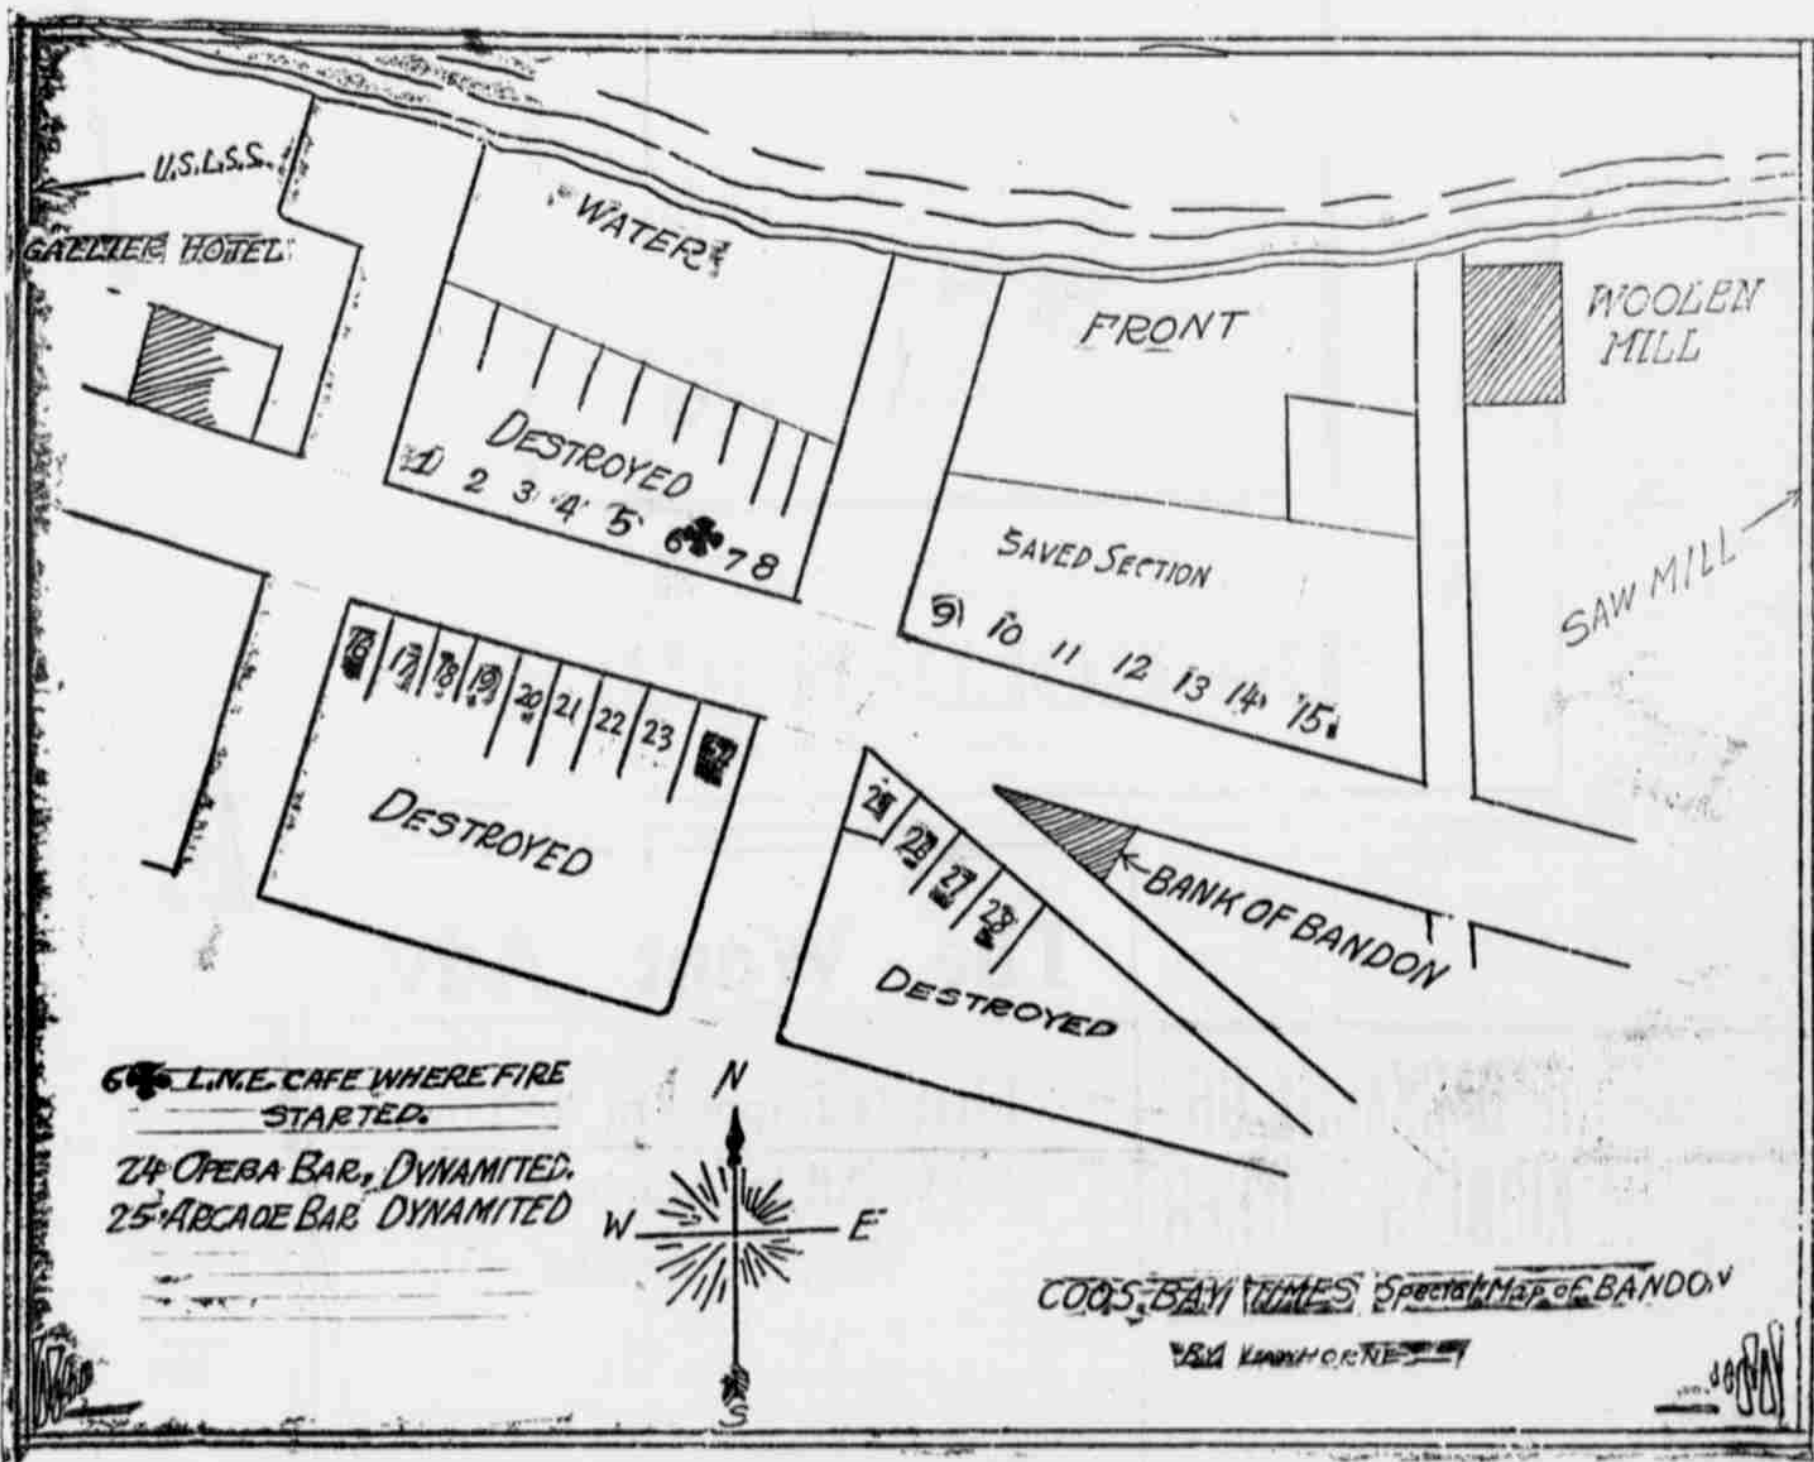 U.S.L.S.S.
GALLIER HOTEL
WATER
FRONT
WOOLEN
MILL
DESTROYED
1 2 3 4 5 6 7 8
SAVED SECTION
9 10 11 12 13 14 15
SAW MILL
16 17 18 19 20 21 22 23
DESTROYED
27 28
BANK OF BANDON
DESTROYED
6 L.N.E. CAFE WHERE FIRE
STARTED.
24 OPERA BAR, DYNAMITED.
25 ARCADE BAR DYNAMITED
N
W E
S
COOS BAY TIMES Special Map of BANDON
BY